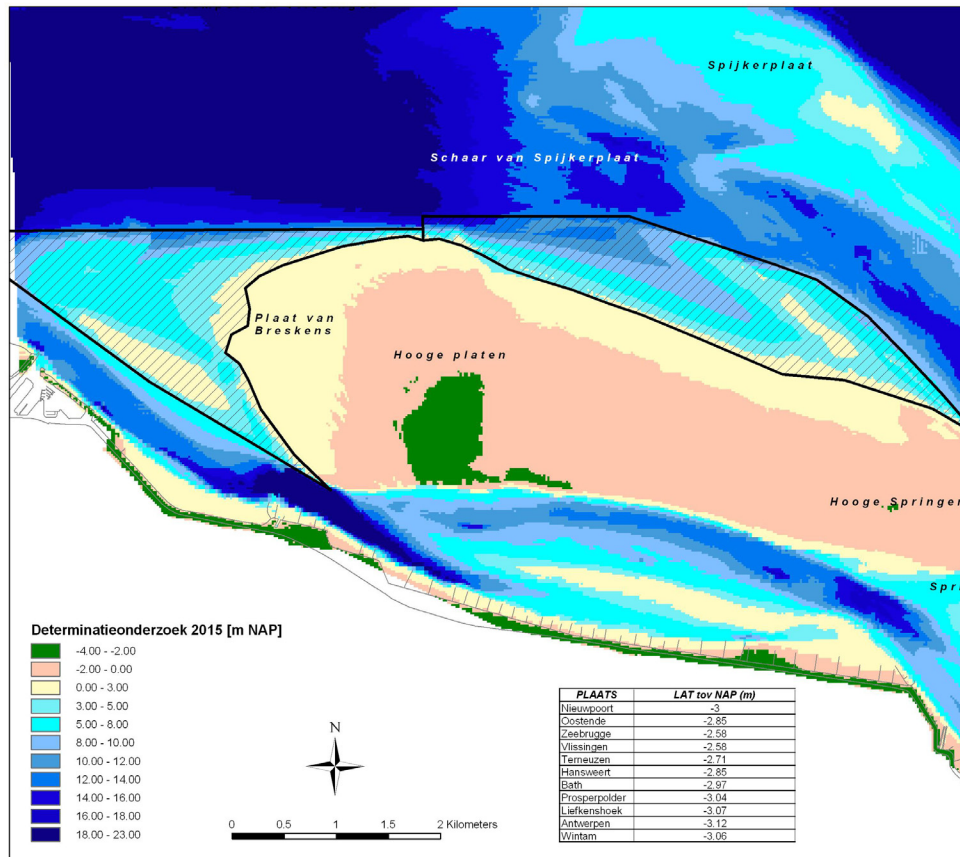 Spijkerplaat
Schaar van Spijkerplaat
Plaat van
Breskens
Hooge platen
Hooge Springer
Spri
Determinatieonderzoek 2015 [m NAP]
-4.00 - -2.00
-2.00 - 0.00
0.00 - 3.00
3.00 - 5.00
5.00 - 8.00
8.00 - 10.00
10.00 - 12.00
12.00 - 14.00
14.00 - 16.00
16.00 - 18.00
18.00 - 23.00
N
0 0.5 1 2 Kilometers
PLAATS LAT tov NAP (m)
Nieuwpoort -3
Oostende -2.85
Zeebrugge -2.58
Vlissingen -2.58
Terneuzen -2.71
Hansweert -2.85
Bath -2.97
Prosperpolder -3.04
Liefkenshoek -3.07
Antwerpen -3.12
Wintam -3.06